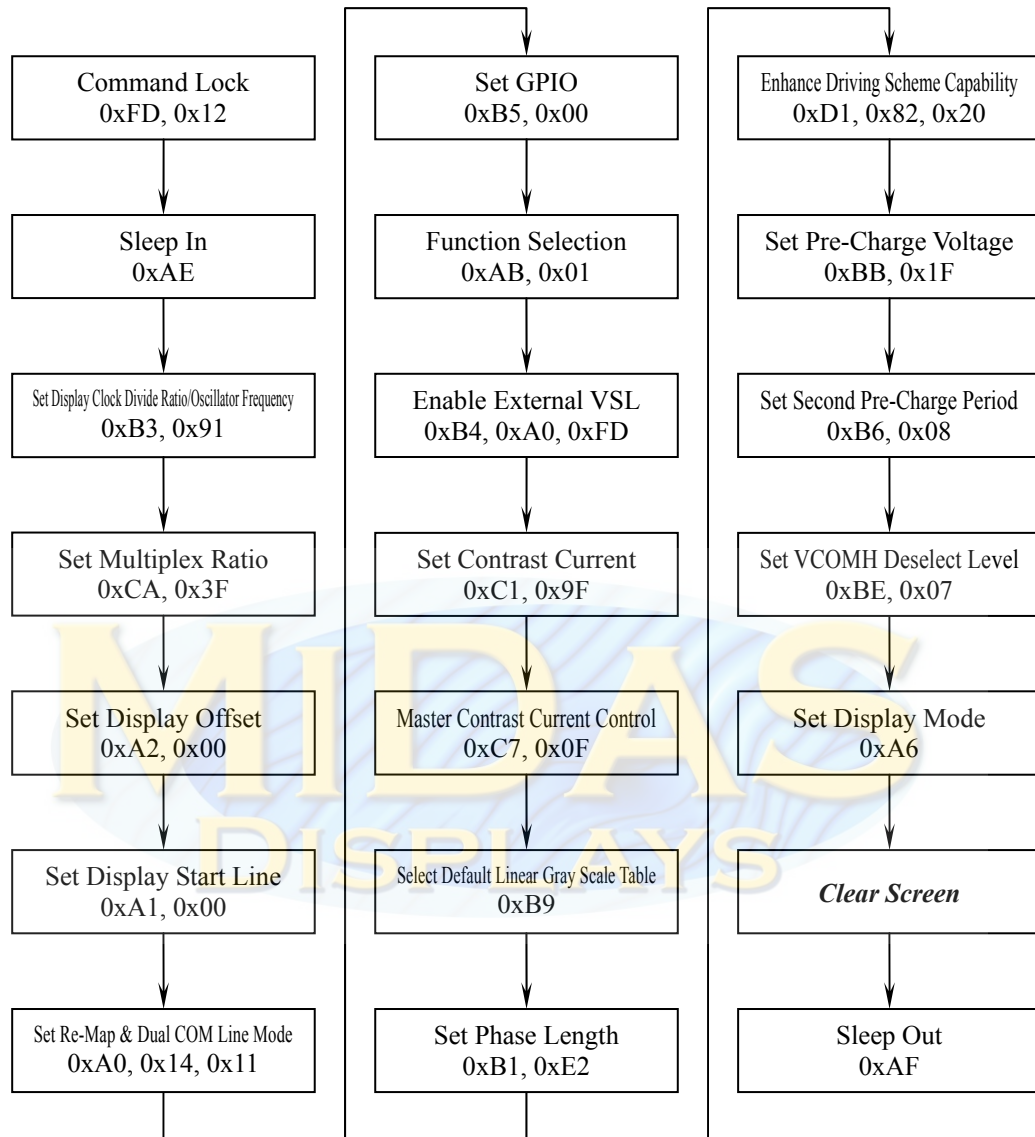 Command Lock
0xFD, 0x12
Sleep In
0xAE
Set Display Clock Divide Ratio/Oscillator Frequency
0xB3, 0x91
Set Multiplex Ratio
0xCA, 0x3F
Set Display Offset
0xA2, 0x00
Set Display Start Line
0xA1, 0x00
Set Re-Map & Dual COM Line Mode
0xA0, 0x14, 0x11
Set GPIO
0xB5, 0x00
Function Selection
0xAB, 0x01
Enable External VSL
0xB4, 0xA0, 0xFD
Set Contrast Current
0xC1, 0x9F
Master Contrast Current Control
0xC7, 0x0F
Select Default Linear Gray Scale Table
0xB9
Set Phase Length
0xB1, 0xE2
Enhance Driving Scheme Capability
0xD1, 0x82, 0x20
Set Pre-Charge Voltage
0xBB, 0x1F
Set Second Pre-Charge Period
0xB6, 0x08
Set VCOMH Deselect Level
0xBE, 0x07
Set Display Mode
0xA6
Clear Screen
Sleep Out
0xAF
MIDAS
DISPLAYS